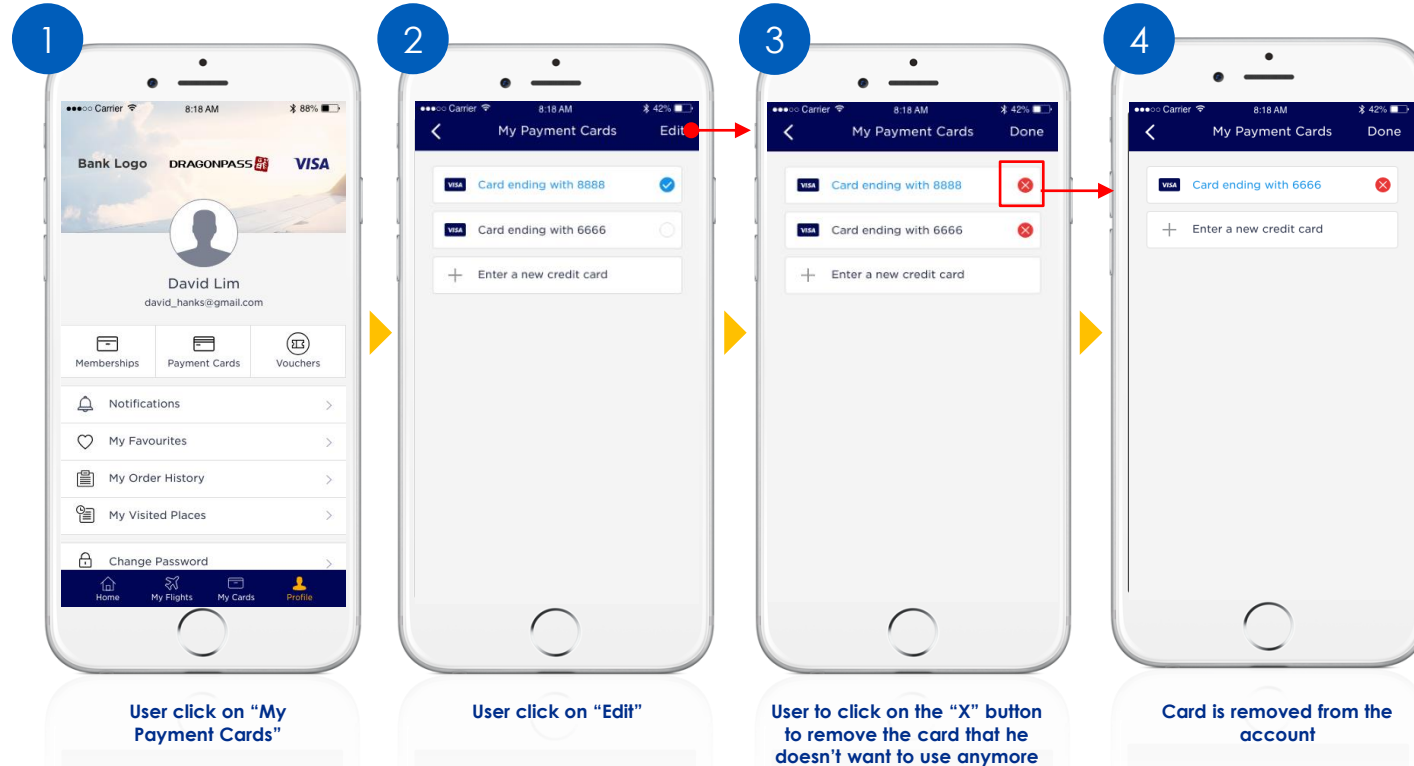 1
●●●○○ Carrier 8:18 AM 88%
Bank Logo DRAGONPASS VISA
David Lim
david_hanks@gmail.com
Memberships Payment Cards Vouchers
Notifications
My Favourites
My Order History
My Visited Places
Change Password
Home My Flights My Cards Profile
User click on “My
Payment Cards”
2
●●●○○ Carrier 8:18 AM 42%
My Payment Cards Edit
VISA Card ending with 8888
VISA Card ending with 6666
+ Enter a new credit card
User click on “Edit”
3
●●●○○ Carrier 8:18 AM 42%
My Payment Cards Done
VISA Card ending with 8888
VISA Card ending with 6666
+ Enter a new credit card
User to click on the “X” button
to remove the card that he
doesn’t want to use anymore
4
●●●○○ Carrier 8:18 AM 42%
My Payment Cards Done
VISA Card ending with 6666
+ Enter a new credit card
Card is removed from the
account